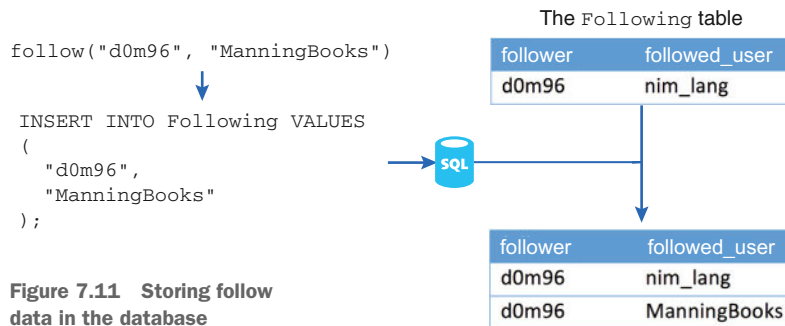 follow("d0m96", "ManningBooks")
INSERT INTO Following VALUES
(
"d0m96",
"ManningBooks"
);
SQL
The Following table
follower followed_user
d0m96 nim_lang
follower followed_user
d0m96 nim_lang
d0m96 ManningBooks
Figure 7.11 Storing follow
data in the database